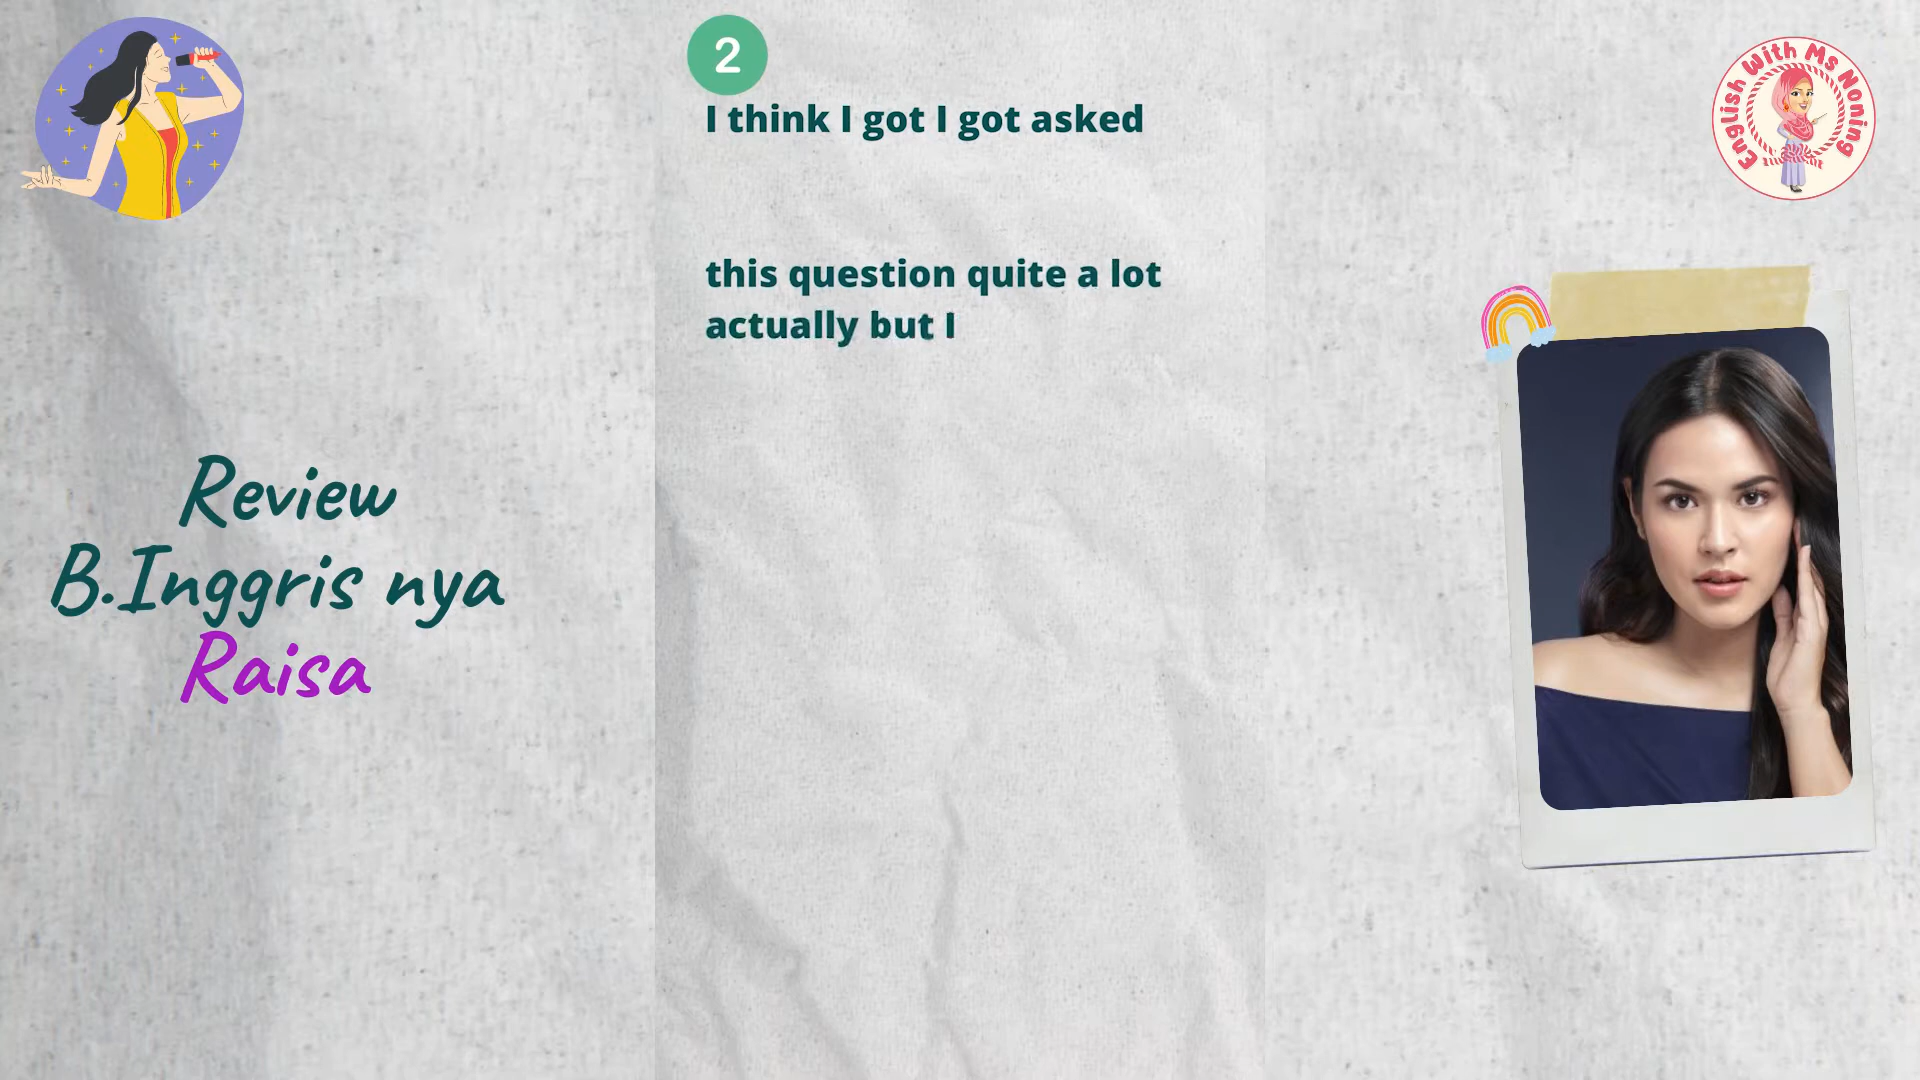 2
I think I got I got asked
this question quite a lot
actually but I
Review
B.Inggris nya
Raisa
English With Ms Noning